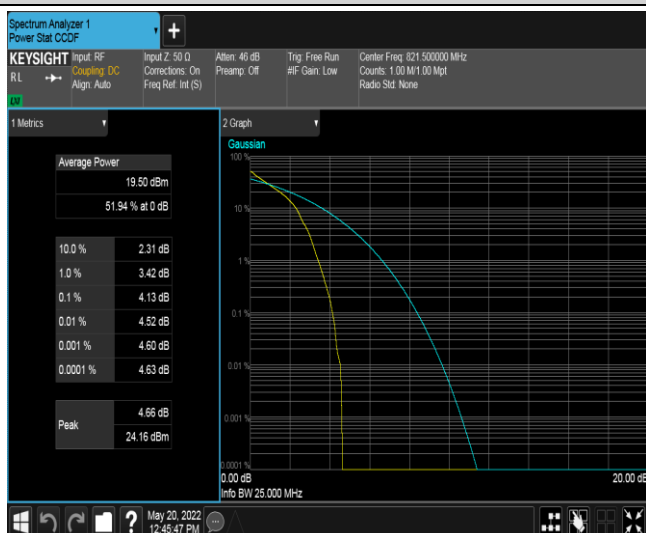 Spectrum Analyzer 1
Power Stat CCDF
+
KEYSIGHT
RL
Input: RF
Coupling: DC
Align: Auto
Input Z: 50 Ω
Corrections: On
Freq Ref: Int (S)
Atten: 46 dB
Preamp: Off
Trig: Free Run
#IF Gain: Low
Center Freq: 821.500000 MHz
Counts: 1.00 M/1.00 Mpt
Radio Std: None
1 Metrics
Average Power
19.50 dBm
51.94 % at 0 dB
10.0 % 2.31 dB
1.0 % 3.42 dB
0.1 % 4.13 dB
0.01 % 4.52 dB
0.001 % 4.60 dB
0.0001 % 4.63 dB
Peak
4.66 dB
24.16 dBm
2 Graph
Gaussian
100 %
10 %
1 %
0.1 %
0.01 %
0.001 %
0.0001 %
0.00 dB
20.00 dB
Info BW 25.000 MHz
?
May 20, 2022
12:45:47 PM